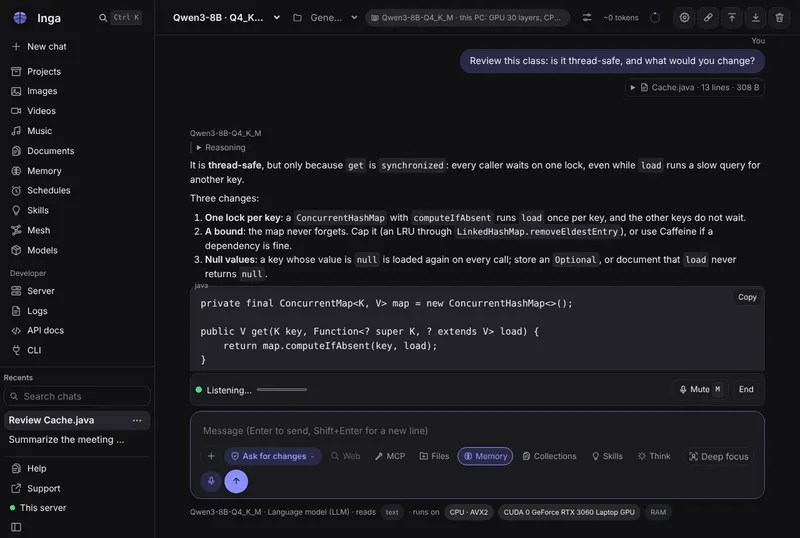 Inga
Ctrl K
New chat
Projects
Images
Videos
Music
Documents
Memory
Schedules
Skills
Mesh
Models
Developer
Server
Logs
API docs
CLI
Recents
Search chats
Review Cache.java
Summarize the meeting ...
Help
Support
This server
Qwen3-8B · Q4_K...
Gene...
Qwen3-8B-Q4_K_M · this PC: GPU 30 layers, CP...
~0 tokens
You
Review this class: is it thread-safe, and what would you change?
Cache.java · 13 lines · 308 B
Qwen3-8B-Q4_K_M
Reasoning
It is thread-safe, but only because get is synchronized: every caller waits on one lock, even while load runs a slow query for
another key.
Three changes:
1. One lock per key: a ConcurrentHashMap with computeIfAbsent runs load once per key, and the other keys do not wait.
2. A bound: the map never forgets. Cap it (an LRU through LinkedHashMap.removeEldestEntry), or use Caffeine if a
dependency is fine.
3. Null values: a key whose value is null is loaded again on every call; store an Optional, or document that load never
returns null.
java
Copy
private final ConcurrentMap<K, V> map = new ConcurrentHashMap<>();
public V get(K key, Function<? super K, ? extends V> load) {
return map.computeIfAbsent(key, load);
}
Listening...
Mute M
End
Message (Enter to send, Shift+Enter for a new line)
Ask for changes
Web
MCP
Files
Memory
Collections
Skills
Think
Deep focus
Qwen3-8B-Q4_K_M · Language model (LLM) · reads text · runs on CPU · AVX2 CUDA 0 GeForce RTX 3060 Laptop GPU RAM